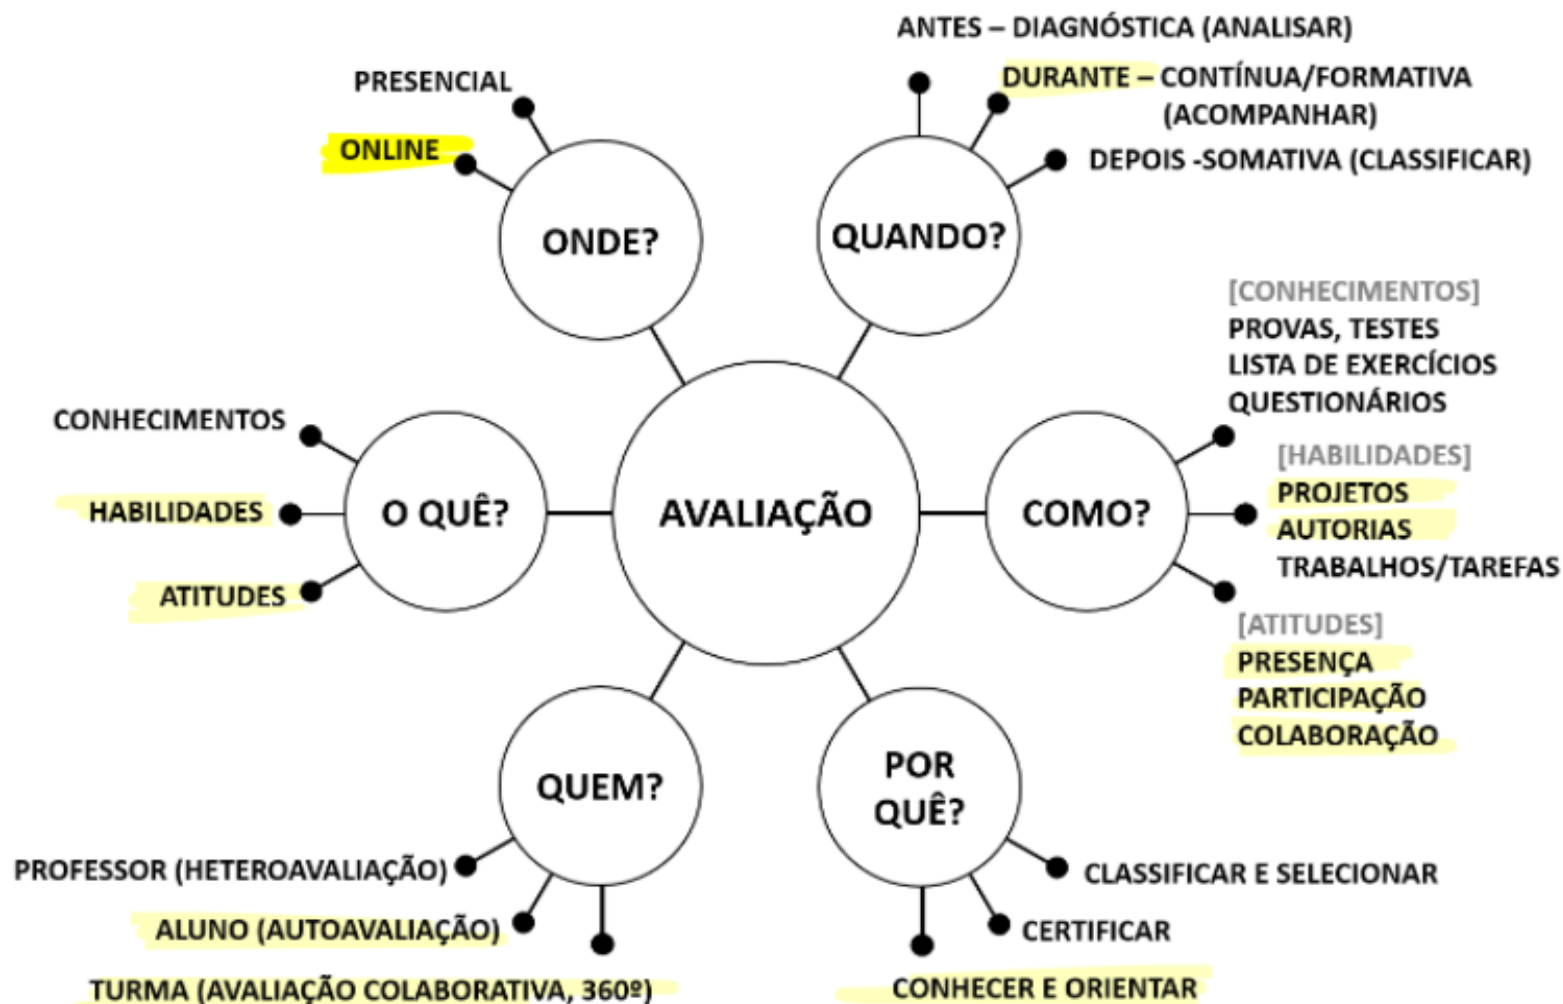 ANTES – DIAGNÓSTICA (ANALISAR)
DURANTE – CONTÍNUA/FORMATIVA
(ACOMPANHAR)
DEPOIS -SOMATIVA (CLASSIFICAR)
QUANDO?
PRESENCIAL
ONLINE
ONDE?
[CONHECIMENTOS]
PROVAS, TESTES
LISTA DE EXERCÍCIOS
QUESTIONÁRIOS
[HABILIDADES]
PROJETOS
AUTORIAS
TRABALHOS/TAREFAS
[ATITUDES]
PRESENÇA
PARTICIPAÇÃO
COLABORAÇÃO
COMO?
AVALIAÇÃO
CONHECIMENTOS
HABILIDADES
ATITUDES
O QUÊ?
QUEM?
PROFESSOR (HETEROAVALIAÇÃO)
ALUNO (AUTOAVALIAÇÃO)
TURMA (AVALIAÇÃO COLABORATIVA, 360º)
POR
QUÊ?
CLASSIFICAR E SELECIONAR
CERTIFICAR
CONHECER E ORIENTAR